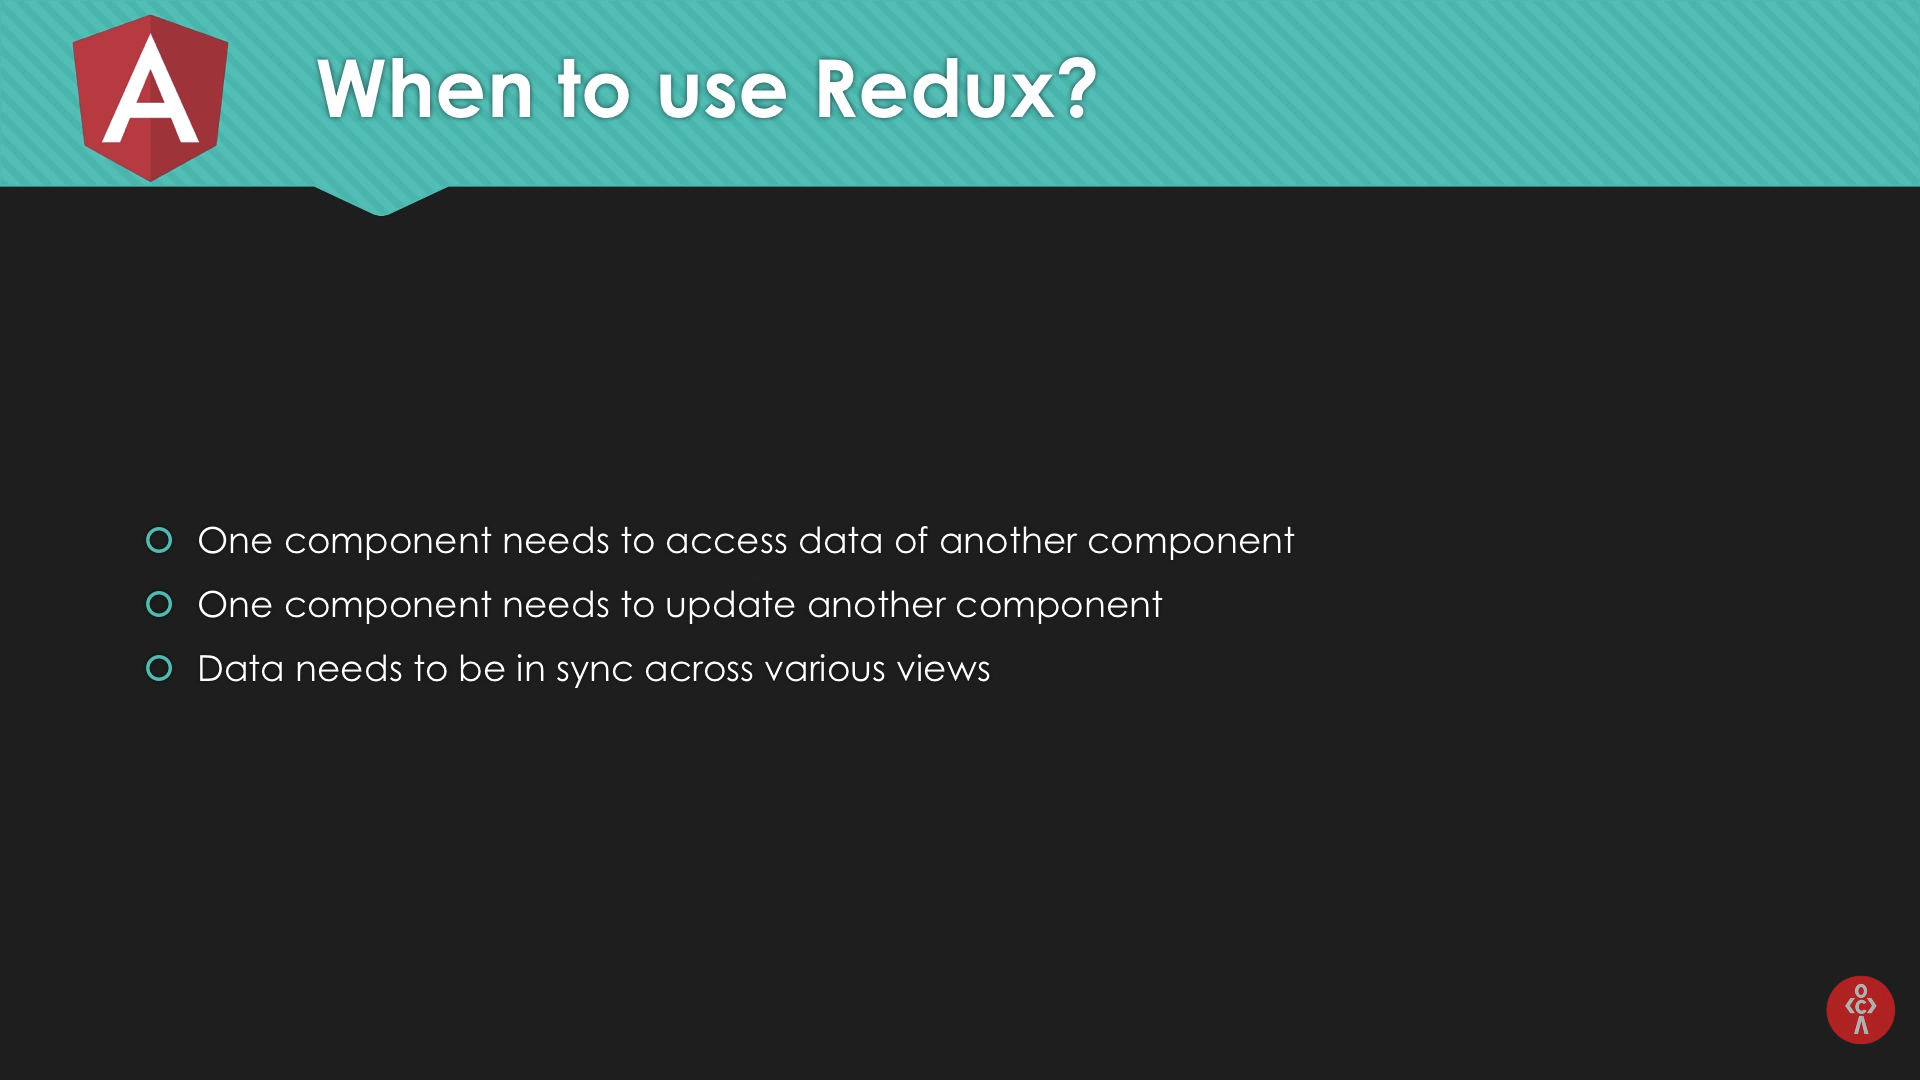 When to use Redux?
One component needs to access data of another component
One component needs to update another component
Data needs to be in sync across various views